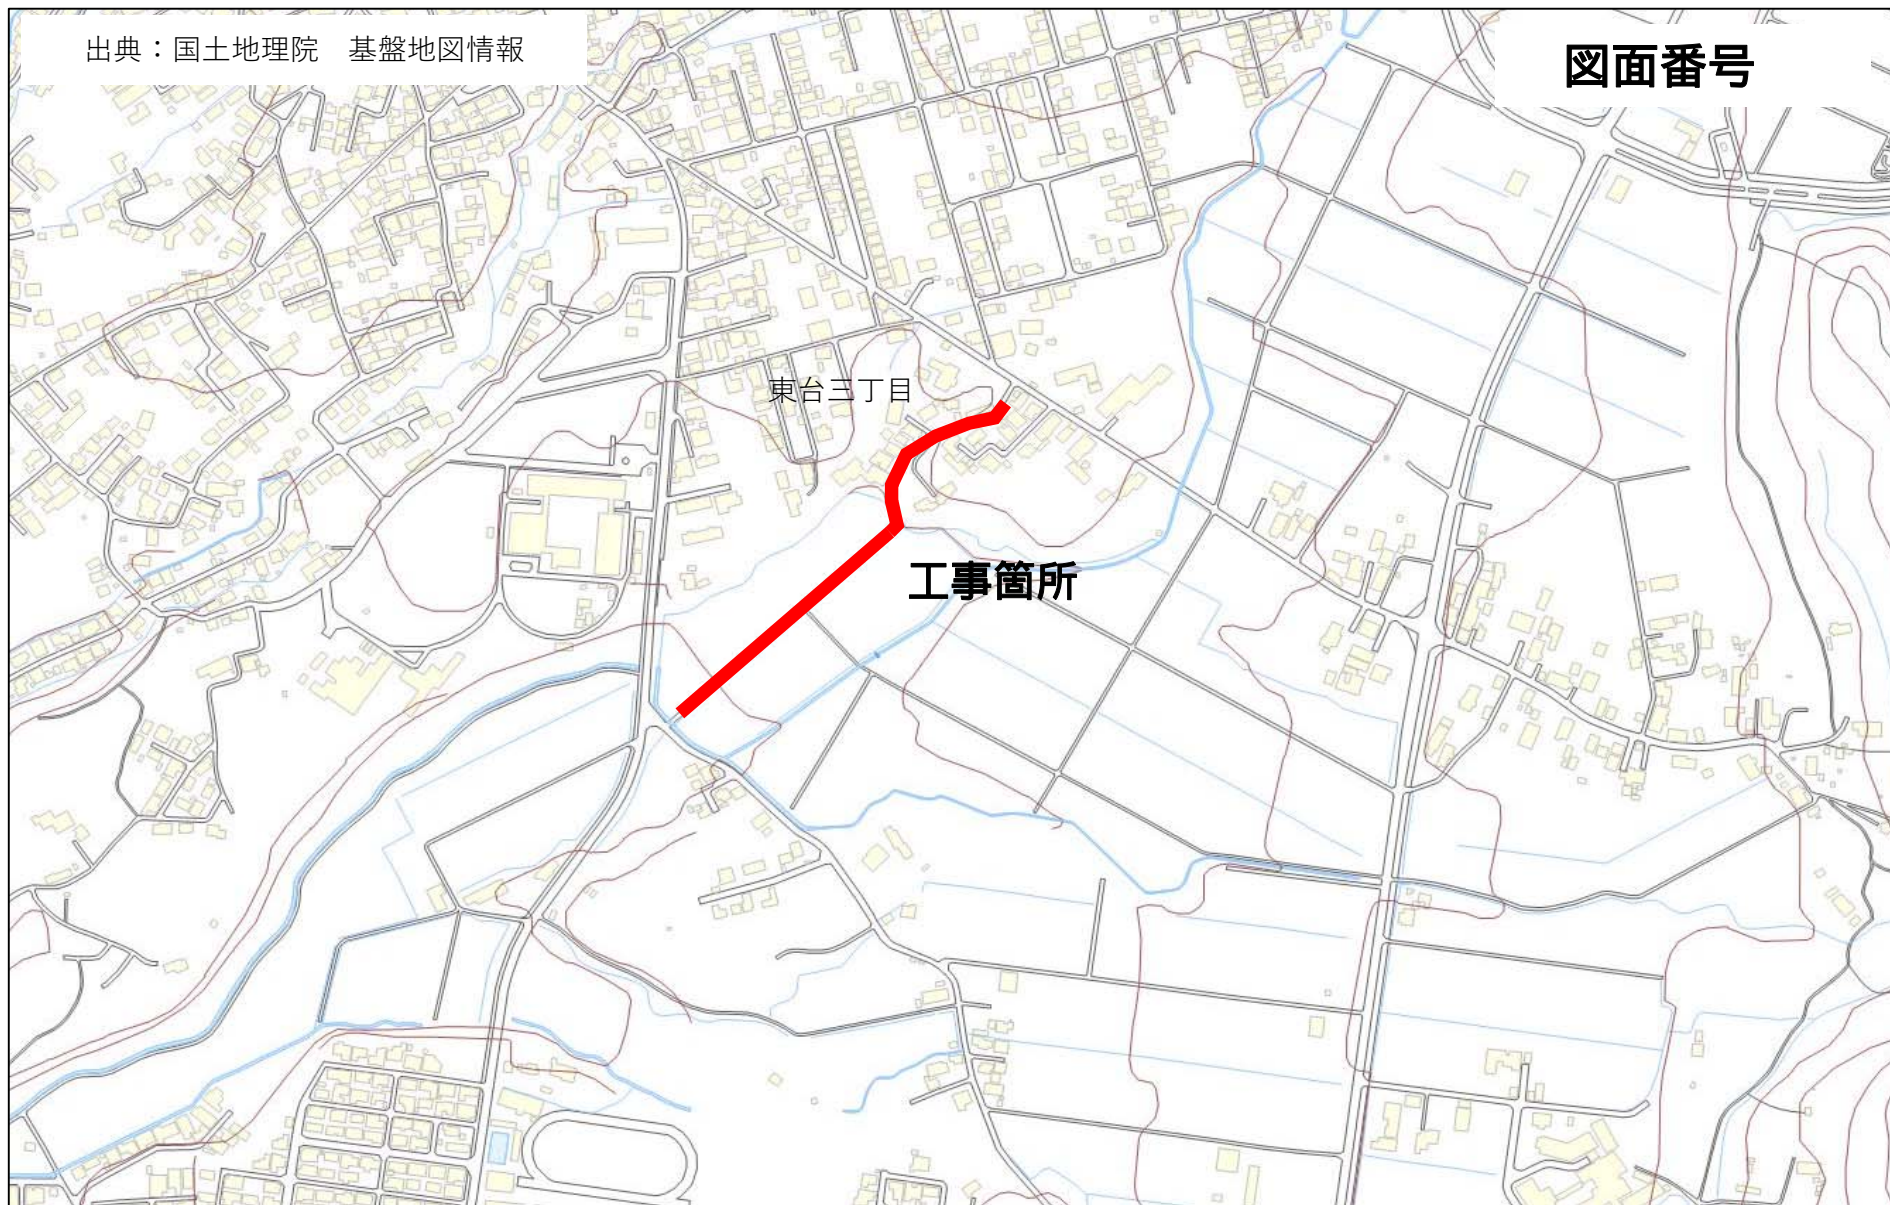 出典：国土地理院　基盤地図情報
図面番号
東台三丁目
工事箇所